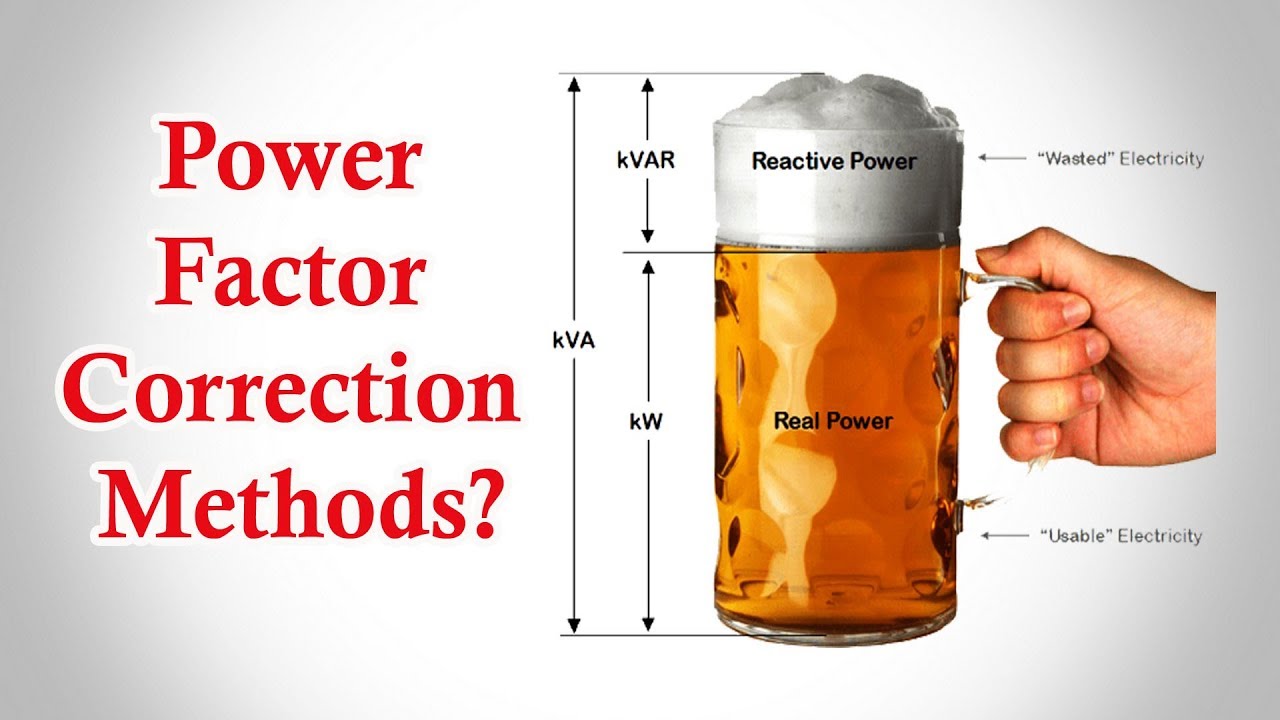 Power
Factor
Correction
Methods?
kVA
kVAR
kW
Reactive Power
Real Power
“Wasted” Electricity
“Usable” Electricity